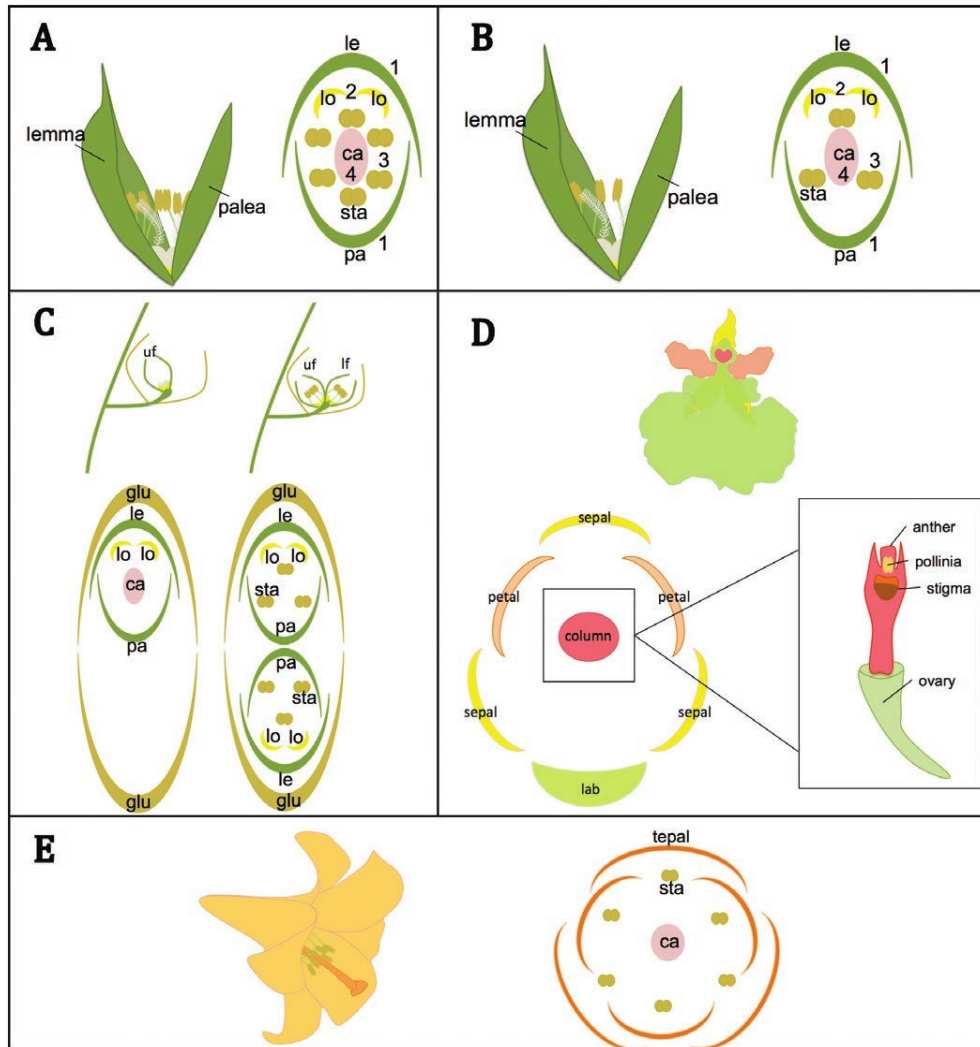 A
le
1
lo 2 lo
lemma
ca
4 3
palea
sta
pa 1
B
le
1
lo 2 lo
lemma
ca
4 3
palea
sta
pa 1
C
uf
uf lf
glu
le
lo lo
ca
pa
glu
glu
le
lo lo
sta
pa
pa
sta
lo lo
le
glu
D
sepal
petal petal
column
sepal sepal
lab
anther
pollinia
stigma
ovary
E
tepal
sta
ca